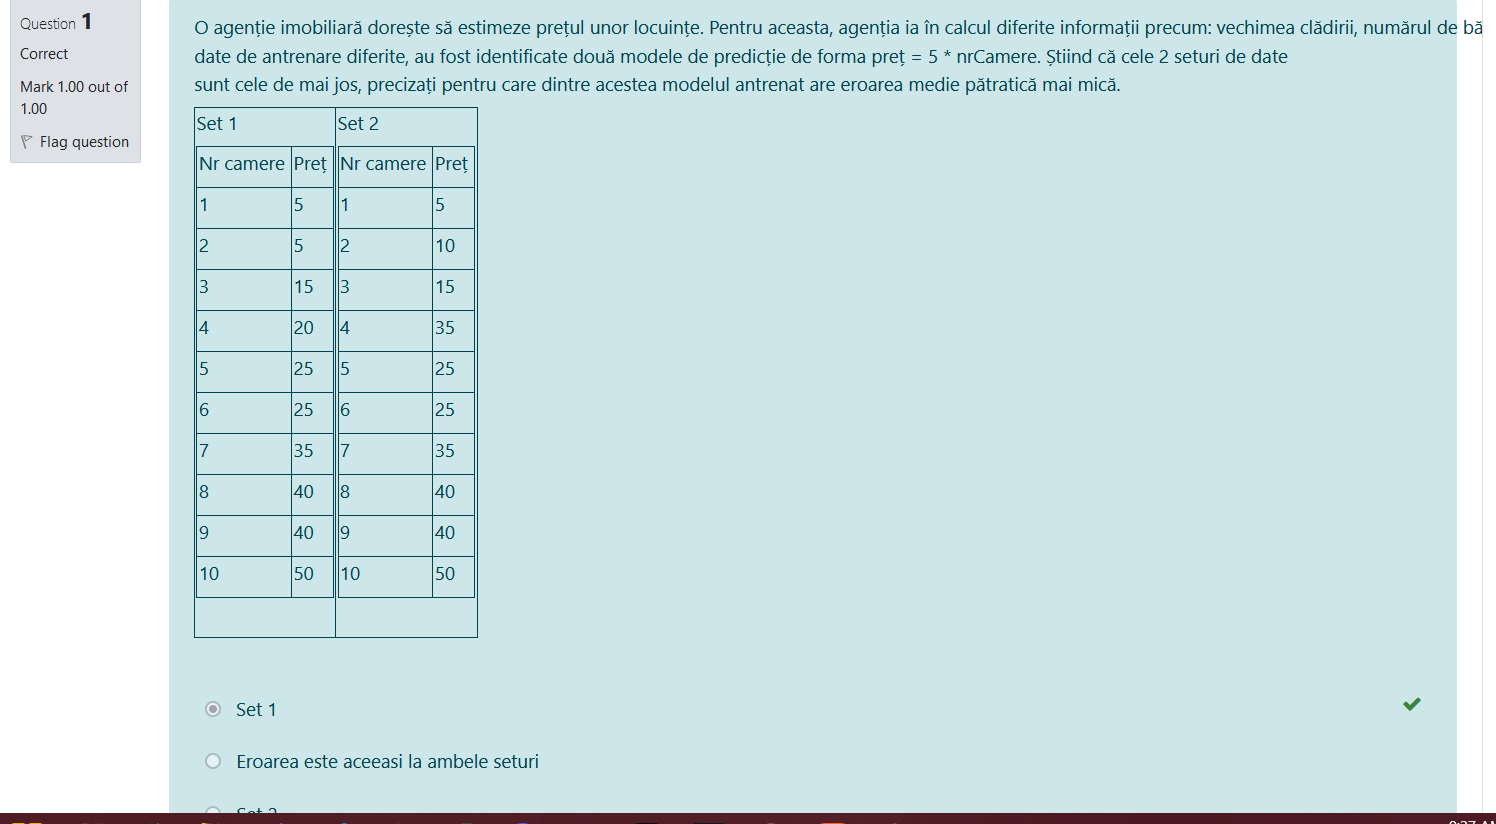 Question 1
Correct
Mark 1.00 out of
1.00
Flag question
O agenție imobiliară dorește să estimeze prețul unor locuințe. Pentru aceasta, agenția ia în calcul diferite informații precum: vechimea clădirii, numărul de bă
date de antrenare diferite, au fost identificate două modele de predicție de forma preț = 5 * nrCamere. Știind că cele 2 seturi de date
sunt cele de mai jos, precizați pentru care dintre acestea modelul antrenat are eroarea medie pătratică mai mică.
Set 1 Set 2
Nr camere Preț Nr camere Preț
1 5 1 5
2 5 2 10
3 15 3 15
4 20 4 35
5 25 5 25
6 25 6 25
7 35 7 35
8 40 8 40
9 40 9 40
10 50 10 50
Set 1
Eroarea este aceeasi la ambele seturi